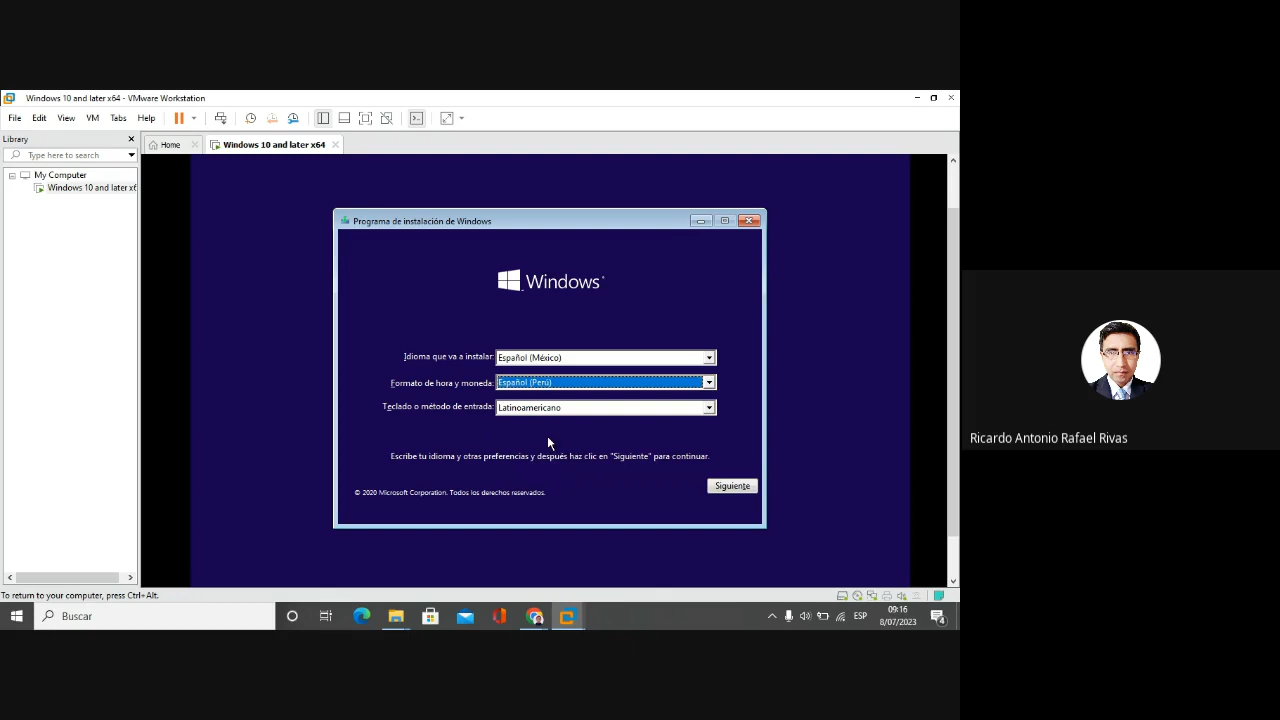 Windows 10 and later x64 - VMware Workstation
File Edit View VM Tabs Help
Library
Type here to search
My Computer
Windows 10 and later x6
Home
Windows 10 and later x64
Programa de instalación de Windows
Windows
Idioma que va a instalar: Español (México)
Formato de hora y moneda: Español (Perú)
Teclado o método de entrada: Latinoamericano
Escribe tu idioma y otras preferencias y después haz clic en "Siguiente" para continuar.
Siguiente
© 2020 Microsoft Corporation. Todos los derechos reservados.
To return to your computer, press Ctrl+Alt.
Buscar
ESP
09:16
8/07/2023
4
Ricardo Antonio Rafael Rivas